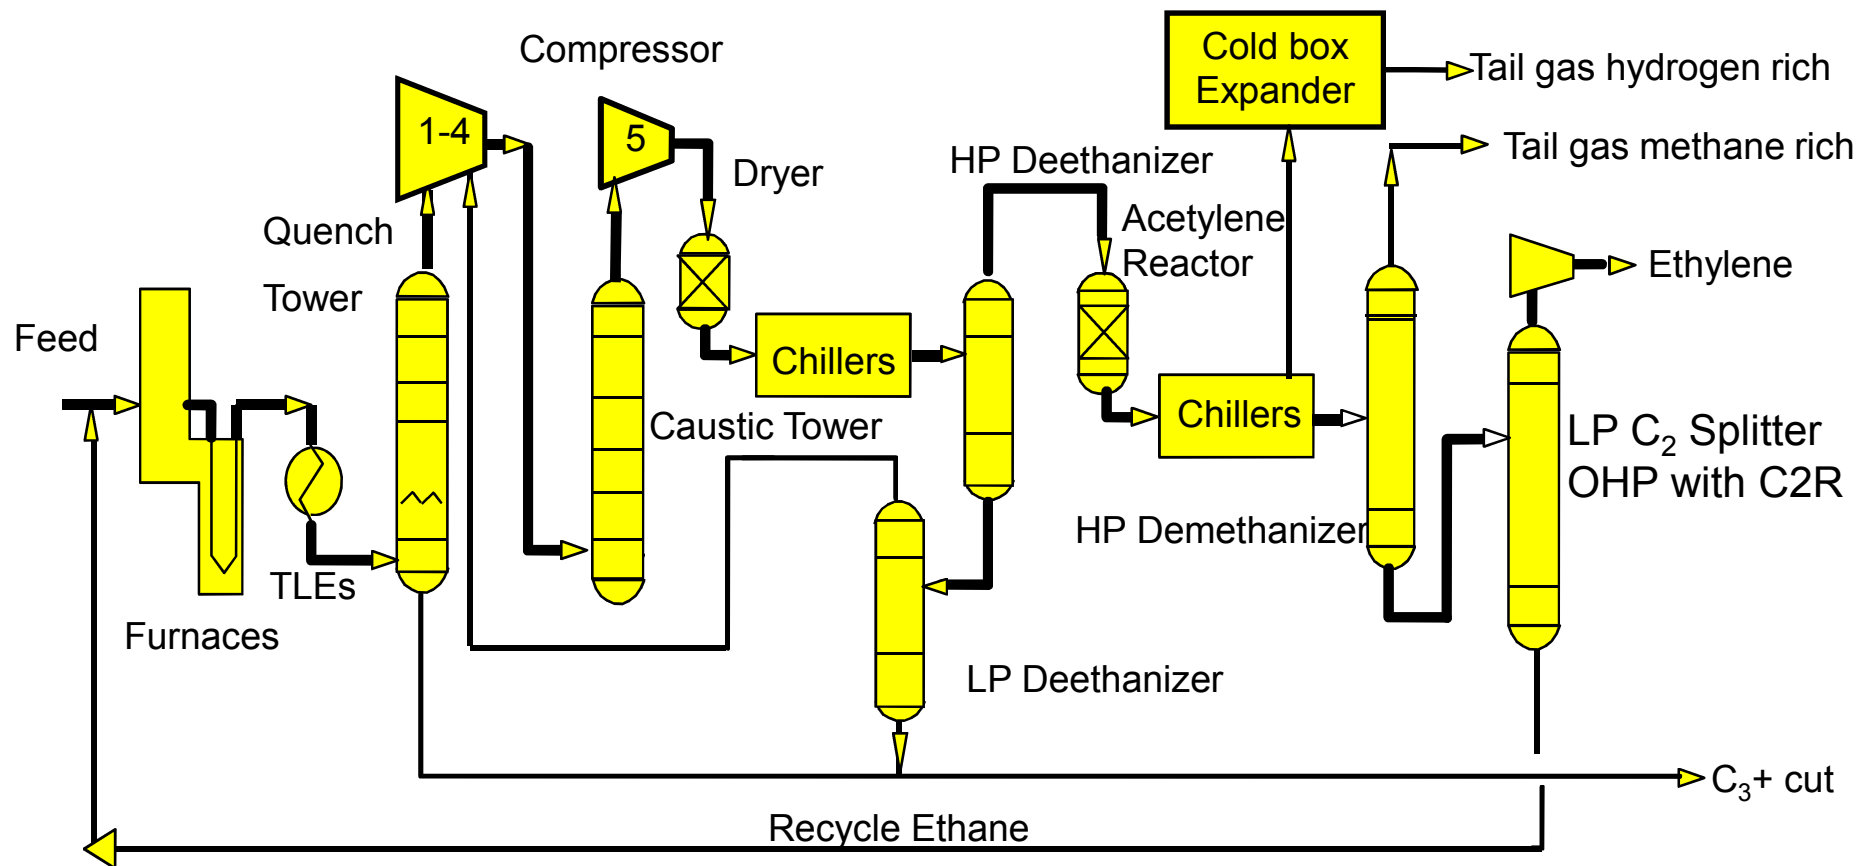 Compressor
Cold box
Expander
Tail gas hydrogen rich
1-4
5
HP Deethanizer
Tail gas methane rich
Dryer
Quench
Tower
Acetylene
Reactor
Ethylene
Feed
Chillers
Chillers
Caustic Tower
LP C₂ Splitter
OHP with C2R
HP Demethanizer
TLEs
Furnaces
LP Deethanizer
C₃+ cut
Recycle Ethane